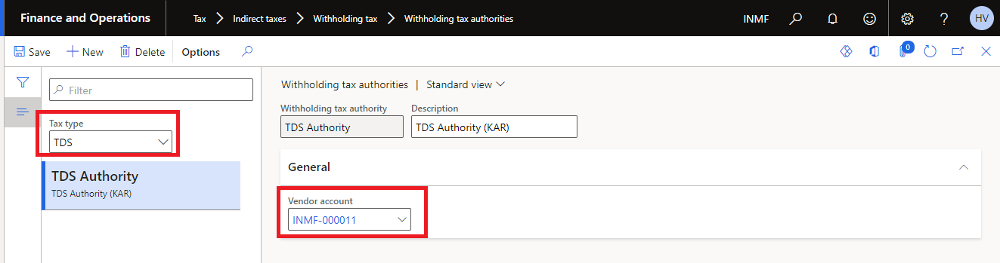 Finance and Operations Tax > Indirect taxes > Withholding tax > Withholding tax authorities INMF ? HV
Save New Delete Options 0
Filter
Tax type
TDS
TDS Authority
TDS Authority (KAR)
Withholding tax authorities | Standard view
Withholding tax authority Description
TDS Authority TDS Authority (KAR)
General
Vendor account
INMF-000011